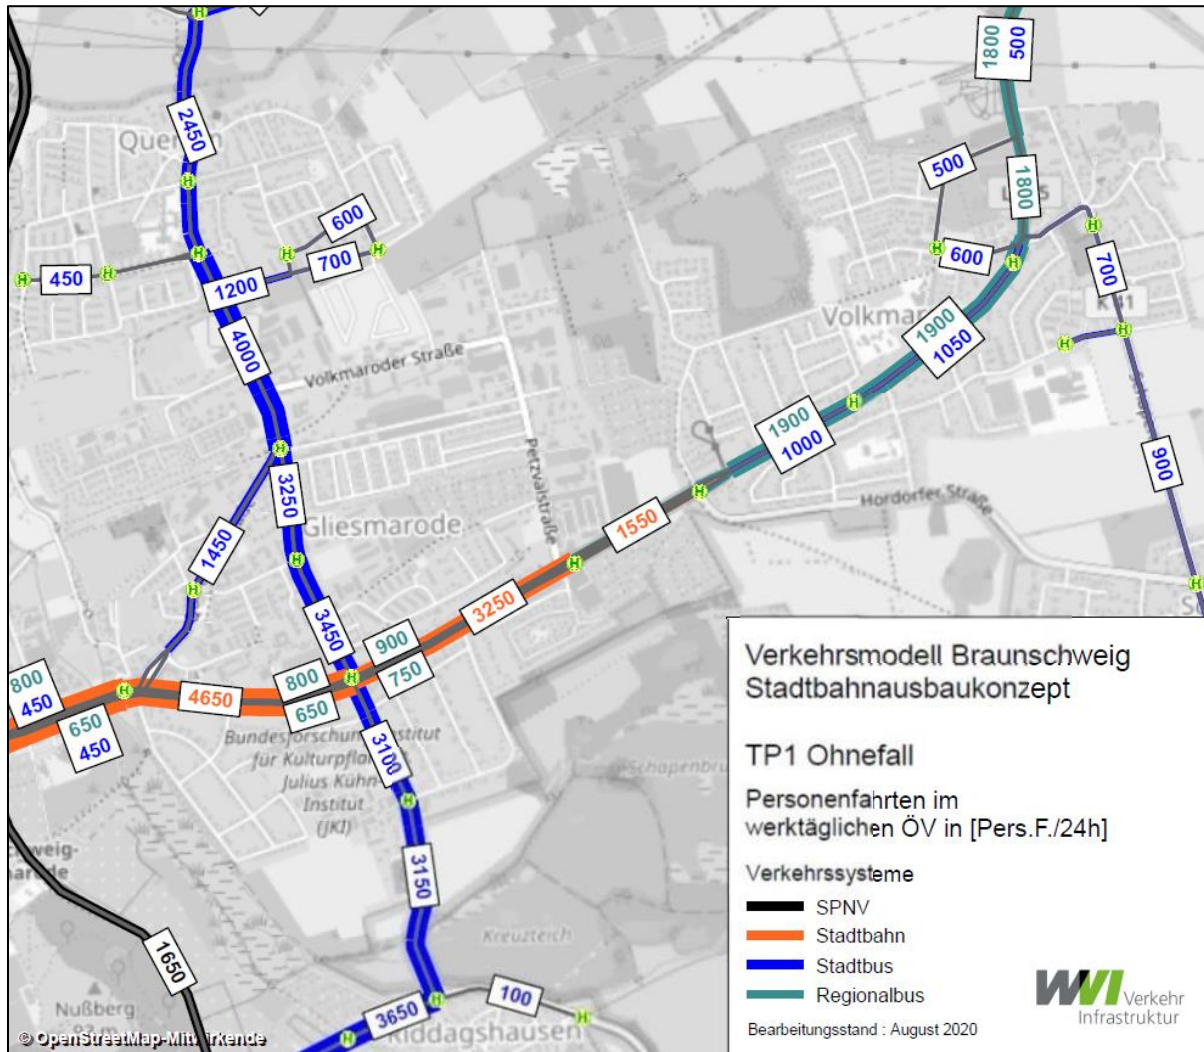 1800
500
2450
Querum
500
1800
600
700
450
1200
600
700
K 41
4000
Volkmaroder Straße
Volkmarode
1900
1050
Petzvalstraße
1900
1000
900
3250
Gliesmarode
1450
Hordorfer Straße
1550
3450
3250
900
750
800
650
4650
800
450
650
450
Bundesforschungsinstitut
für Kulturpflanzen
Julius Kühn-
Institut
(JKI)
3100
3150
1650
Nußberg
93 m
Kreuzteich
3650
100
Riddagshausen
© OpenStreetMap-Mitwirkende
Verkehrsmodell Braunschweig
Stadtbahnausbaukonzept
TP1 Ohnefall
Personenfahrten im
werktäglichen ÖV in [Pers.F./24h]
Verkehrssysteme
SPNV
Stadtbahn
Stadtbus
Regionalbus
Bearbeitungsstand : August 2020
WVI Verkehr
Infrastruktur